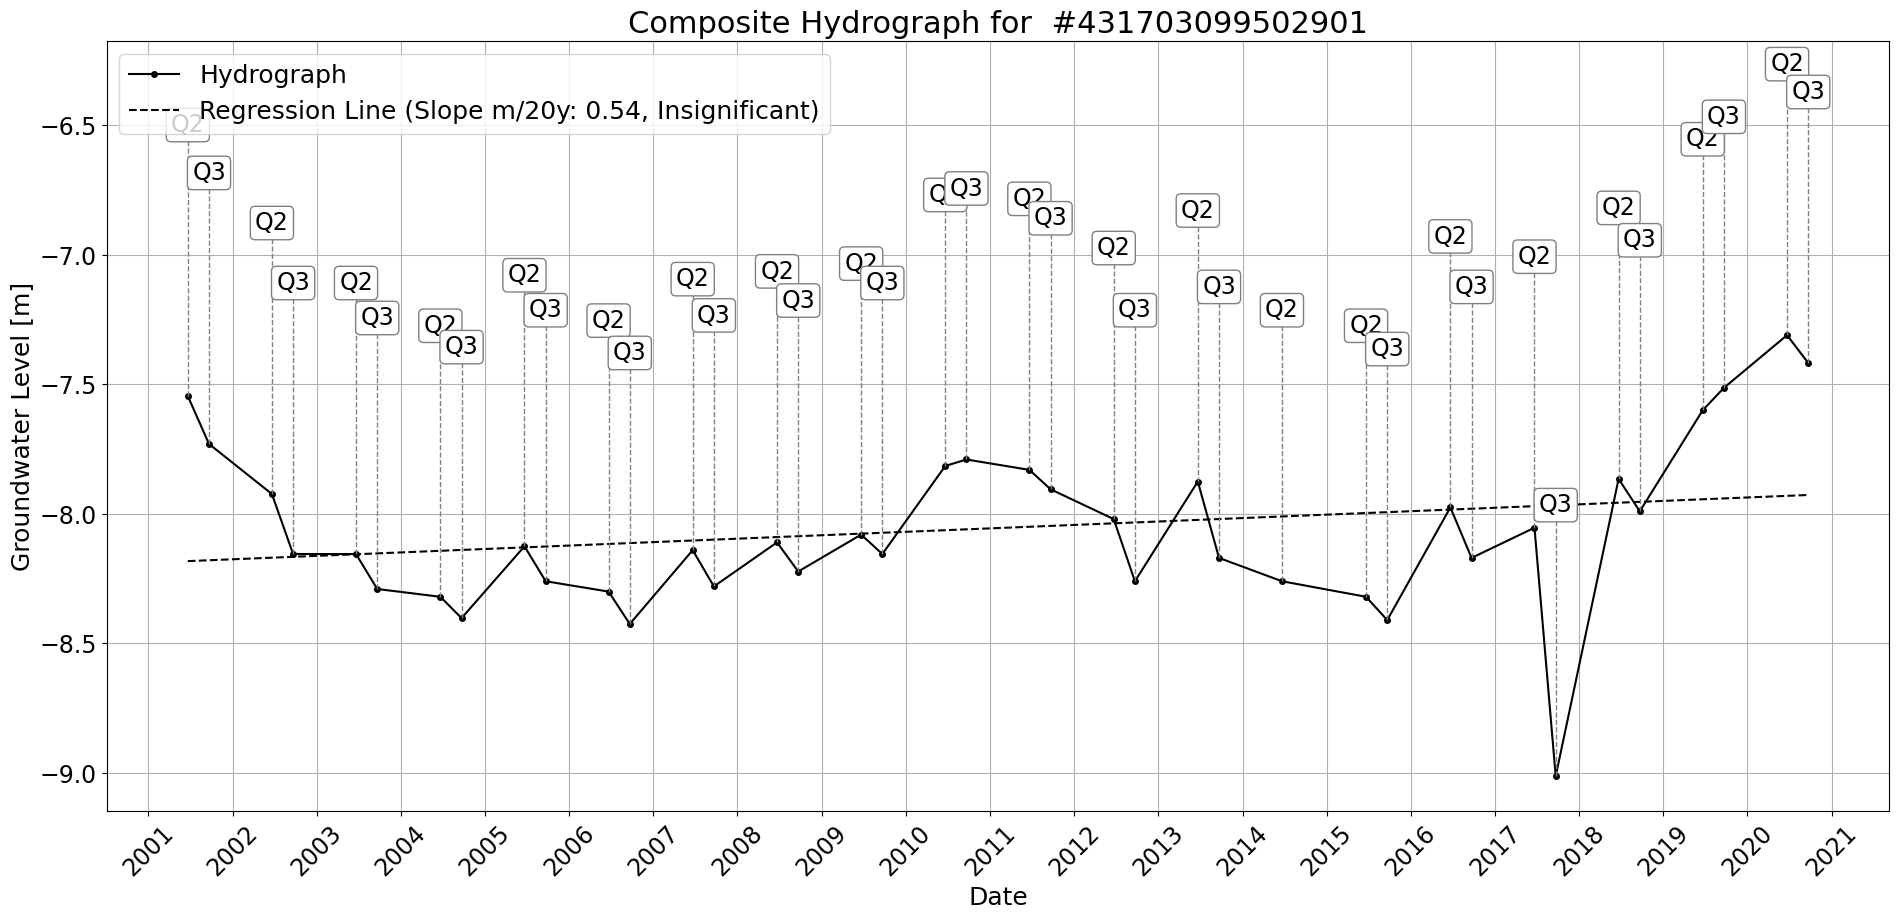 Composite Hydrograph for  #431703099502901
Hydrograph
Regression Line (Slope m/20y: 0.54, Insignificant)
Groundwater Level [m]
−6.5
−7.0
−7.5
−8.0
−8.5
−9.0
Q2
Q3
Q2
Q3
Q2
Q3
Q2
Q3
Q2
Q3
Q2
Q3
Q2
Q3
Q2
Q3
Q2
Q3
Q3
Q2
Q3
Q2
Q3
Q2
Q3
Q2
Q2
Q3
Q2
Q3
Q2
Q3
Q2
Q3
Q2
Q3
Q2
Q3
2001
2002
2003
2004
2005
2006
2007
2008
2009
2010
2011
2012
2013
2014
2015
2016
2017
2018
2019
2020
2021
Date